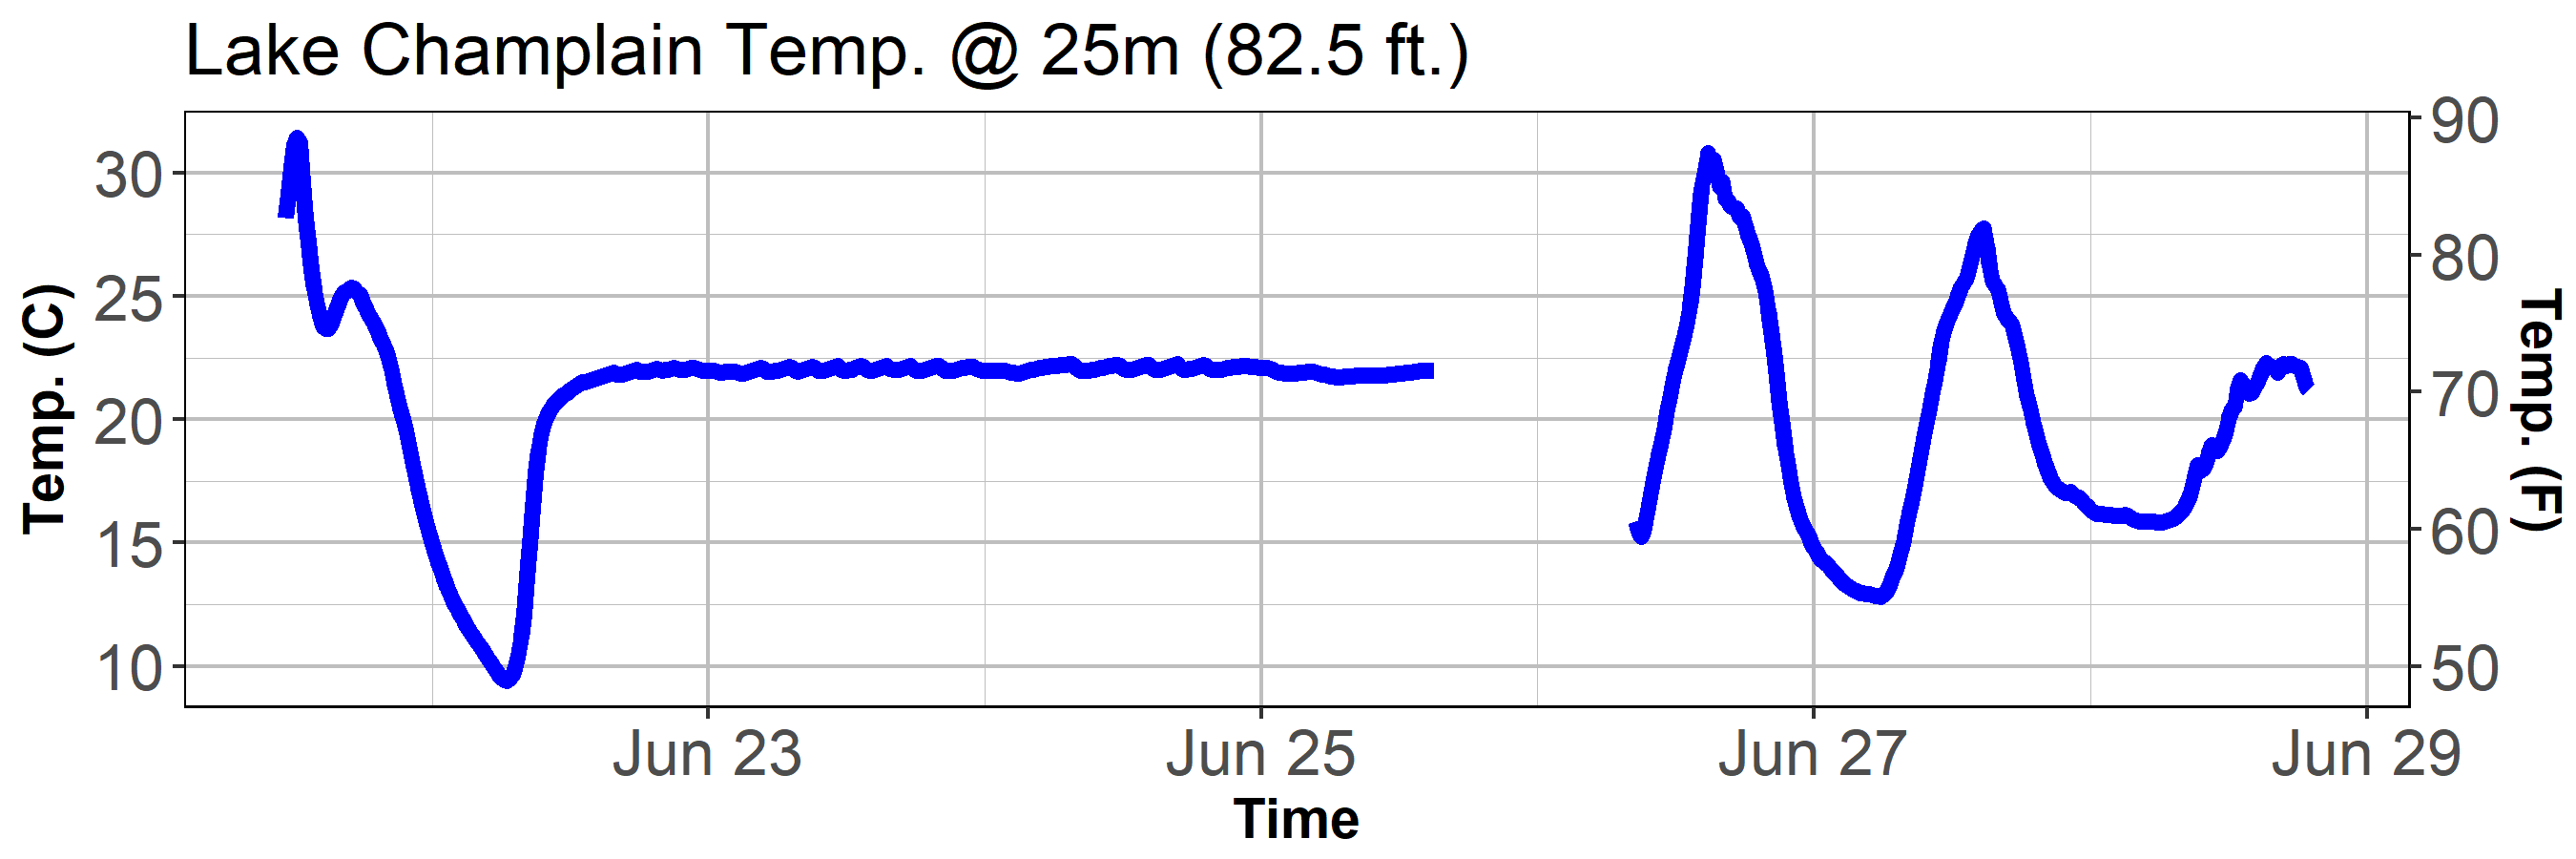 Lake Champlain Temp. @ 25m (82.5 ft.)
Temp. (C)
30
25
20
15
10
90
80
70
60
50
Temp. (F)
Jun 23
Jun 25
Jun 27
Jun 29
Time